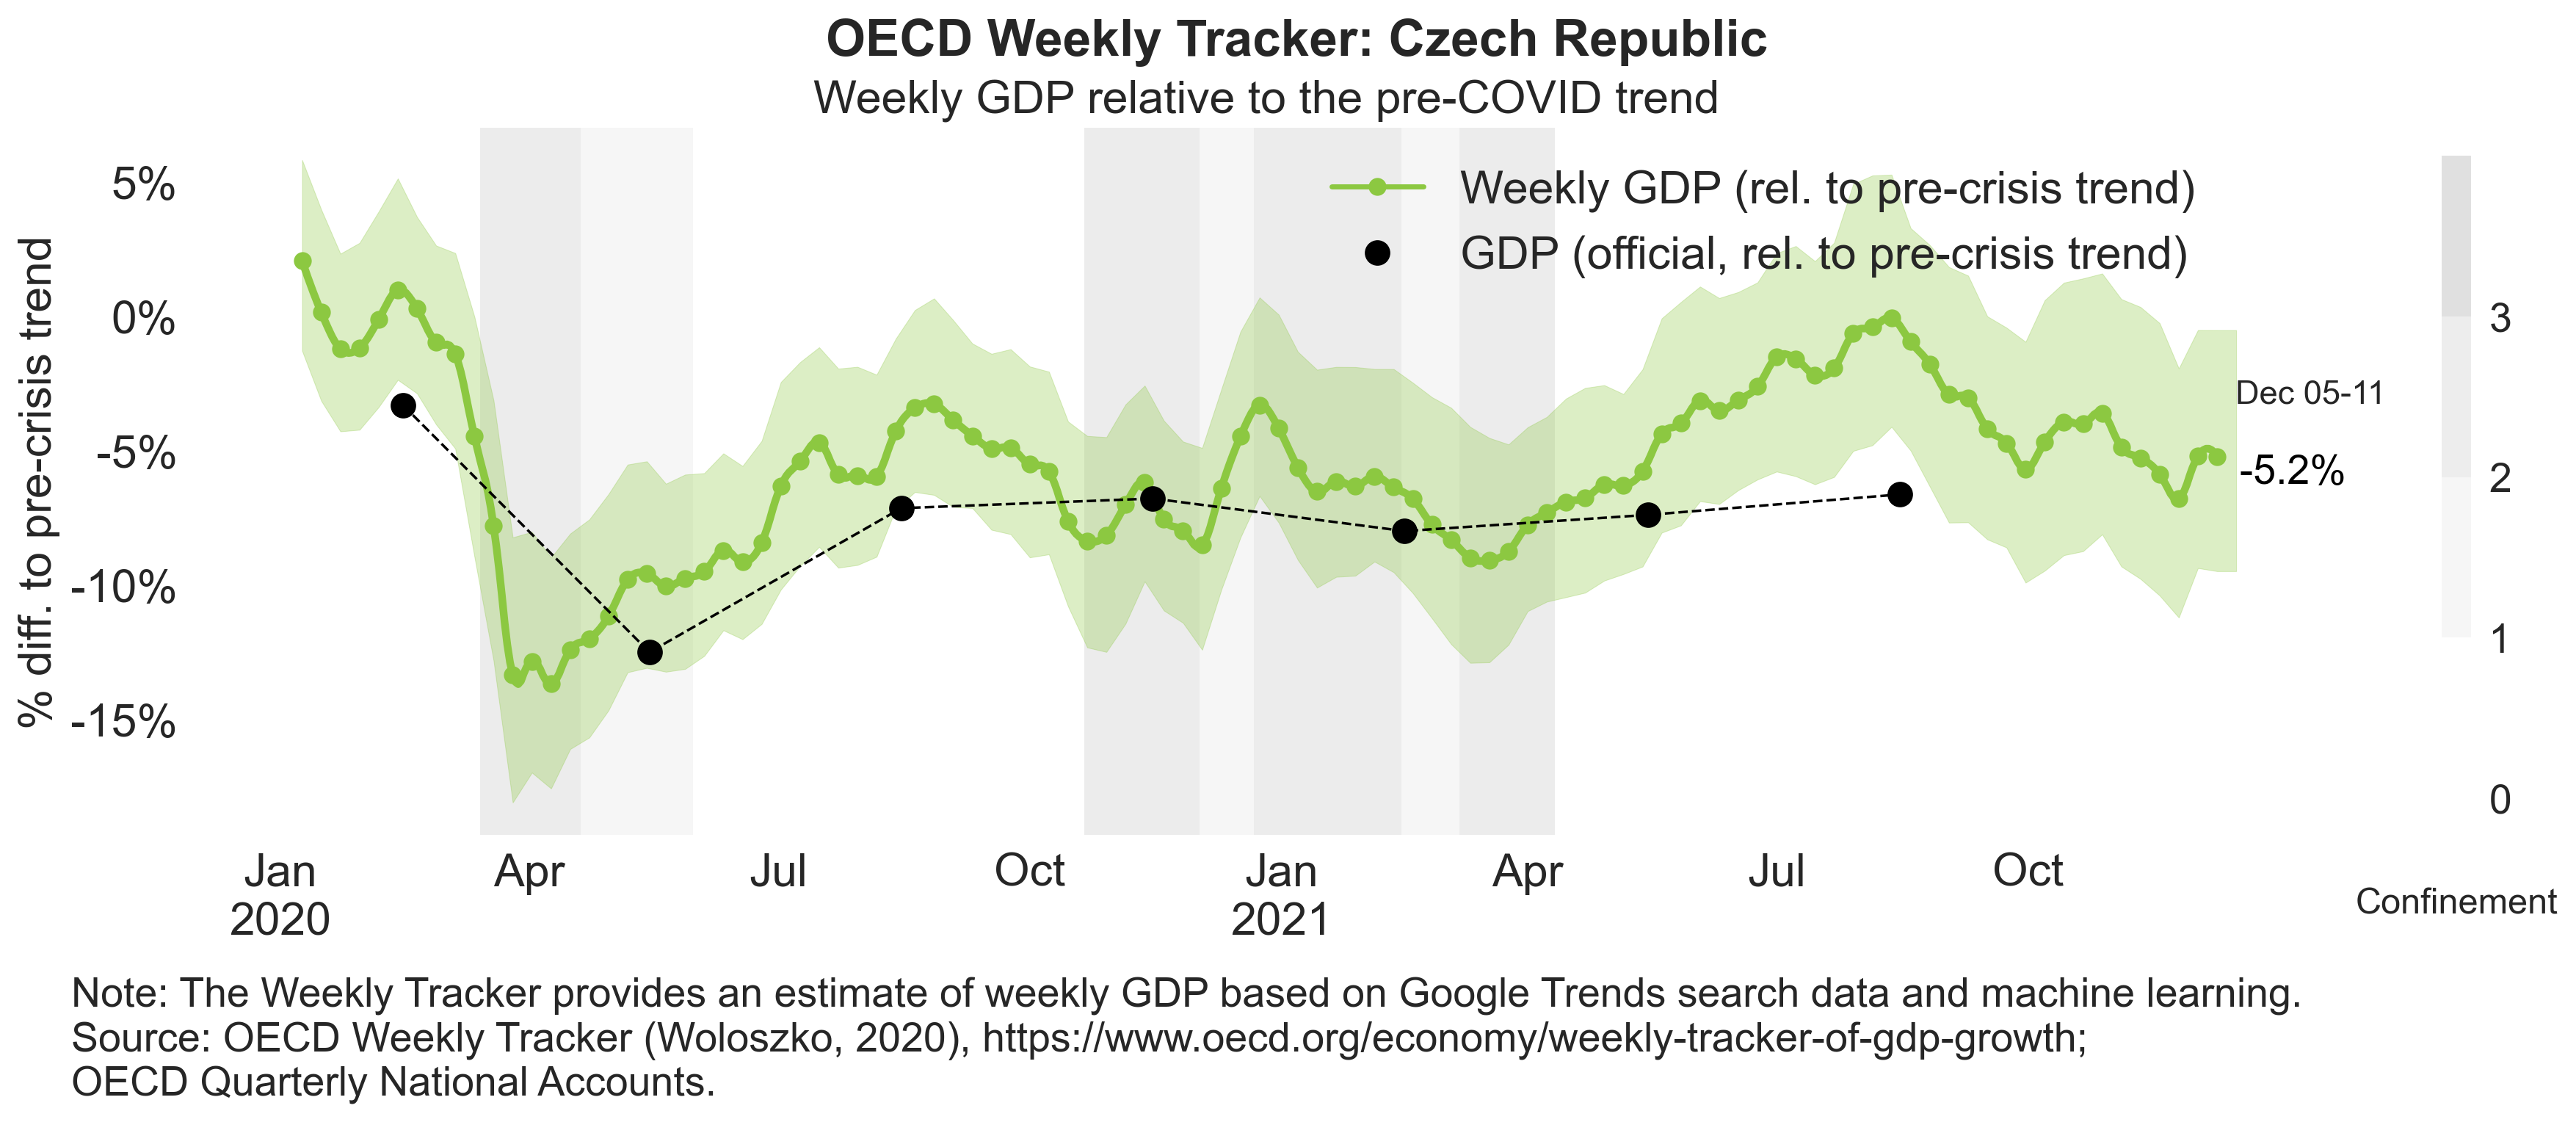 OECD Weekly Tracker: Czech Republic
Weekly GDP relative to the pre-COVID trend
% diff. to pre-crisis trend
5%
0%
-5%
-10%
-15%
Weekly GDP (rel. to pre-crisis trend)
GDP (official, rel. to pre-crisis trend)
Dec 05-11
-5.2%
3
2
1
0
Confinement
Jan
2020
Apr
Jul
Oct
Jan
2021
Apr
Jul
Oct
Note: The Weekly Tracker provides an estimate of weekly GDP based on Google Trends search data and machine learning.
Source: OECD Weekly Tracker (Woloszko, 2020), https://www.oecd.org/economy/weekly-tracker-of-gdp-growth;
OECD Quarterly National Accounts.